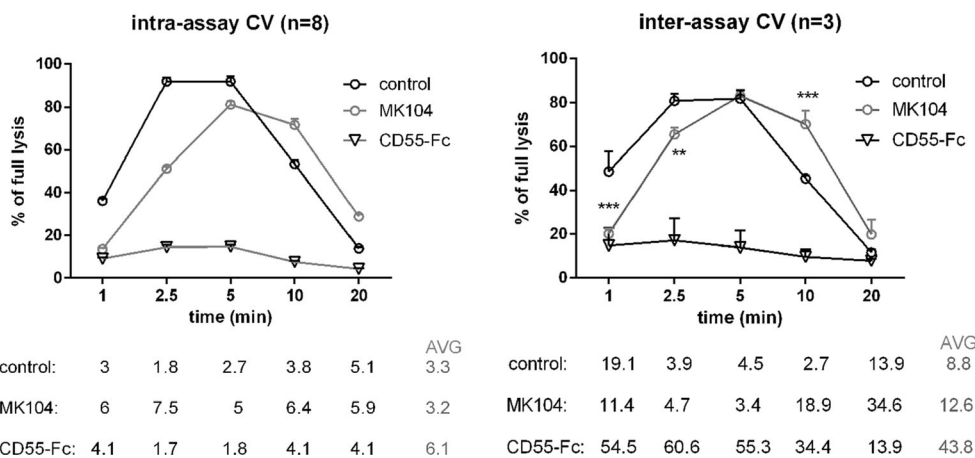 intra-assay CV (n=8)
100
80
60
40
20
0
% of full lysis
control
MK104
CD55-Fc
1 2.5 5 10 20
time (min)
AVG
control: 3 1.8 2.7 3.8 5.1 3.3
MK104: 6 7.5 5 6.4 5.9 3.2
CD55-Fc: 4.1 1.7 1.8 4.1 4.1 6.1
inter-assay CV (n=3)
100
80
60
40
20
0
% of full lysis
control
MK104
CD55-Fc
***
**
***
1 2.5 5 10 20
time (min)
AVG
control: 19.1 3.9 4.5 2.7 13.9 8.8
MK104: 11.4 4.7 3.4 18.9 34.6 12.6
CD55-Fc: 54.5 60.6 55.3 34.4 13.9 43.8